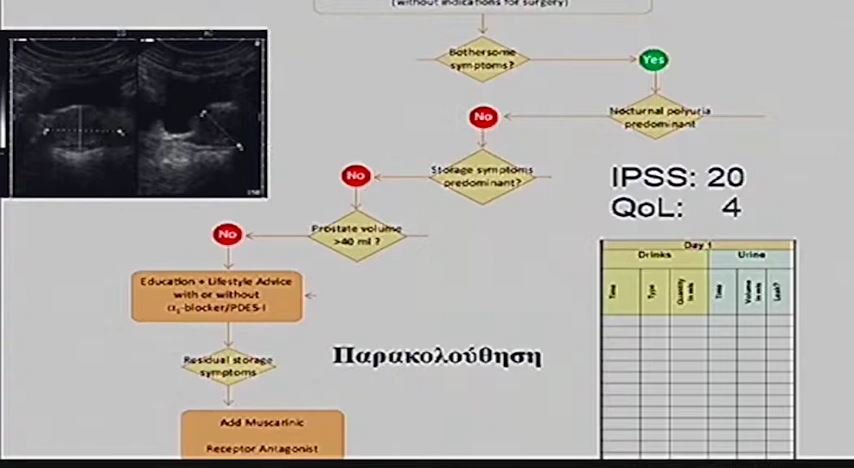 (without indications for surgery)
Bothersome
symptoms?
Yes
Nocturnal polyuria
predominant
No
Storage symptoms
predominant?
No
Prostate volume
>40 ml ?
No
Education + Lifestyle Advice
with or without
α₁-blocker/PDE5-I
Residual storage
symptoms
Add Muscarinic
Receptor Antagonist
IPSS: 20
QoL: 4
Παρακολούθηση
Day 1
Drinks
Urine
Time
Type
Quantity
in mls
Time
Volume
in mls
Leak?